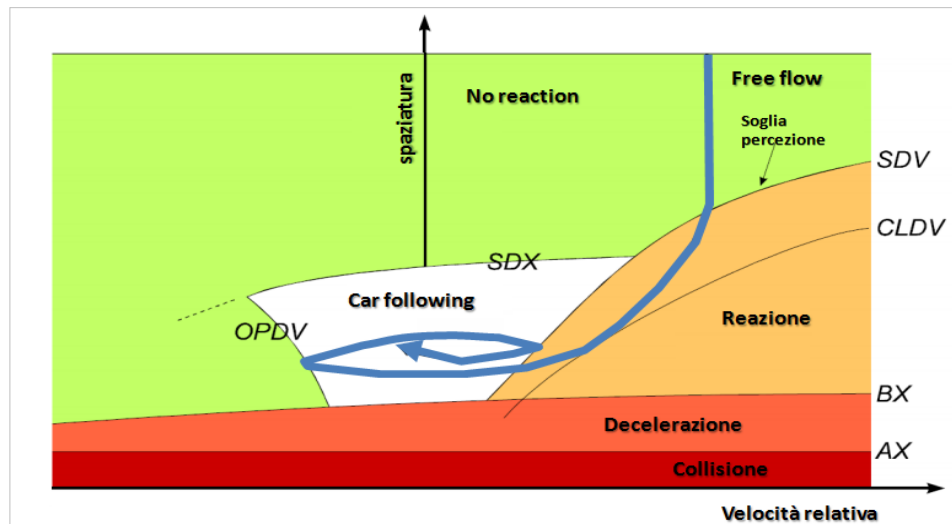 spaziatura
No reaction
Free flow
Soglia
percezione
SDV
CLDV
SDX
Car following
OPDV
Reazione
BX
Decelerazione
AX
Collisione
Velocità relativa